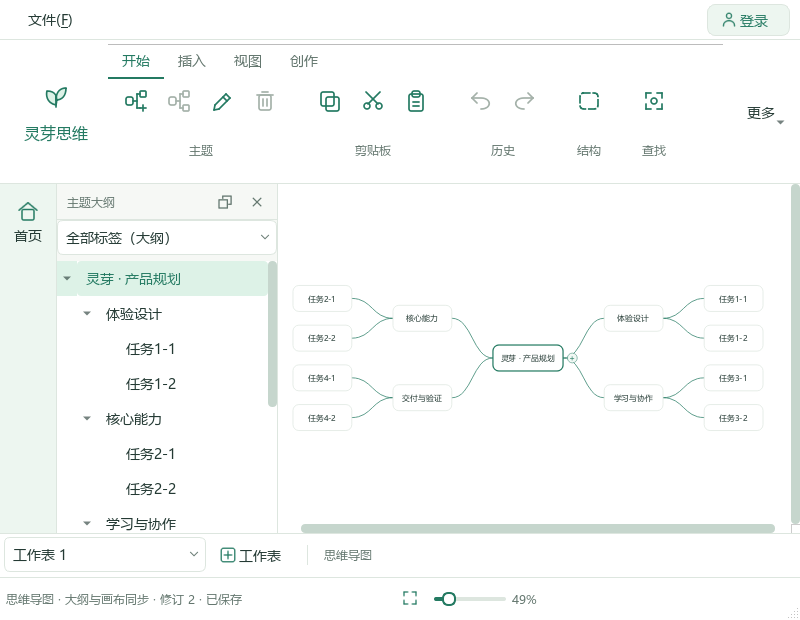 文件(F)
登录
开始 插入 视图 创作
灵芽思维
主题 剪贴板 历史 结构 查找
更多
首页
主题大纲
全部标签（大纲）
灵芽 · 产品规划
体验设计
任务1-1
任务1-2
核心能力
任务2-1
任务2-2
学习与协作
任务2-1
任务2-2
任务4-1
任务4-2
核心能力
交付与验证
灵芽 · 产品规划
体验设计
学习与协作
任务1-1
任务1-2
任务3-1
任务3-2
工作表 1
工作表
思维导图
思维导图 · 大纲与画布同步 · 修订 2 · 已保存
49%